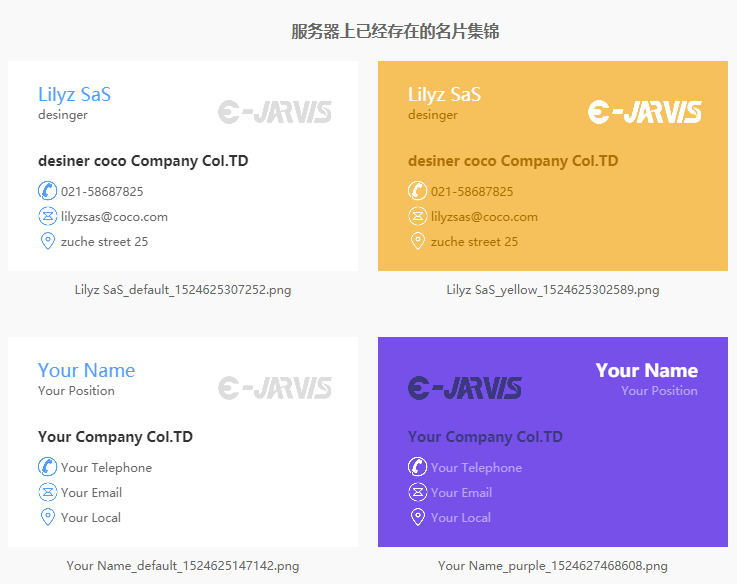 服务器上已经存在的名片集锦
Lilyz SaS
desinger
E-JARVIS
desiner coco Company Col.TD
021-58687825
lilyzsas@coco.com
zuche street 25
Lilyz SaS_default_1524625307252.png
Lilyz SaS
desinger
E-JARVIS
desiner coco Company Col.TD
021-58687825
lilyzsas@coco.com
zuche street 25
Lilyz SaS_yellow_1524625302589.png
Your Name
Your Position
E-JARVIS
Your Company Col.TD
Your Telephone
Your Email
Your Local
Your Name_default_1524625147142.png
E-JARVIS
Your Name
Your Position
Your Company Col.TD
Your Telephone
Your Email
Your Local
Your Name_purple_1524627468608.png